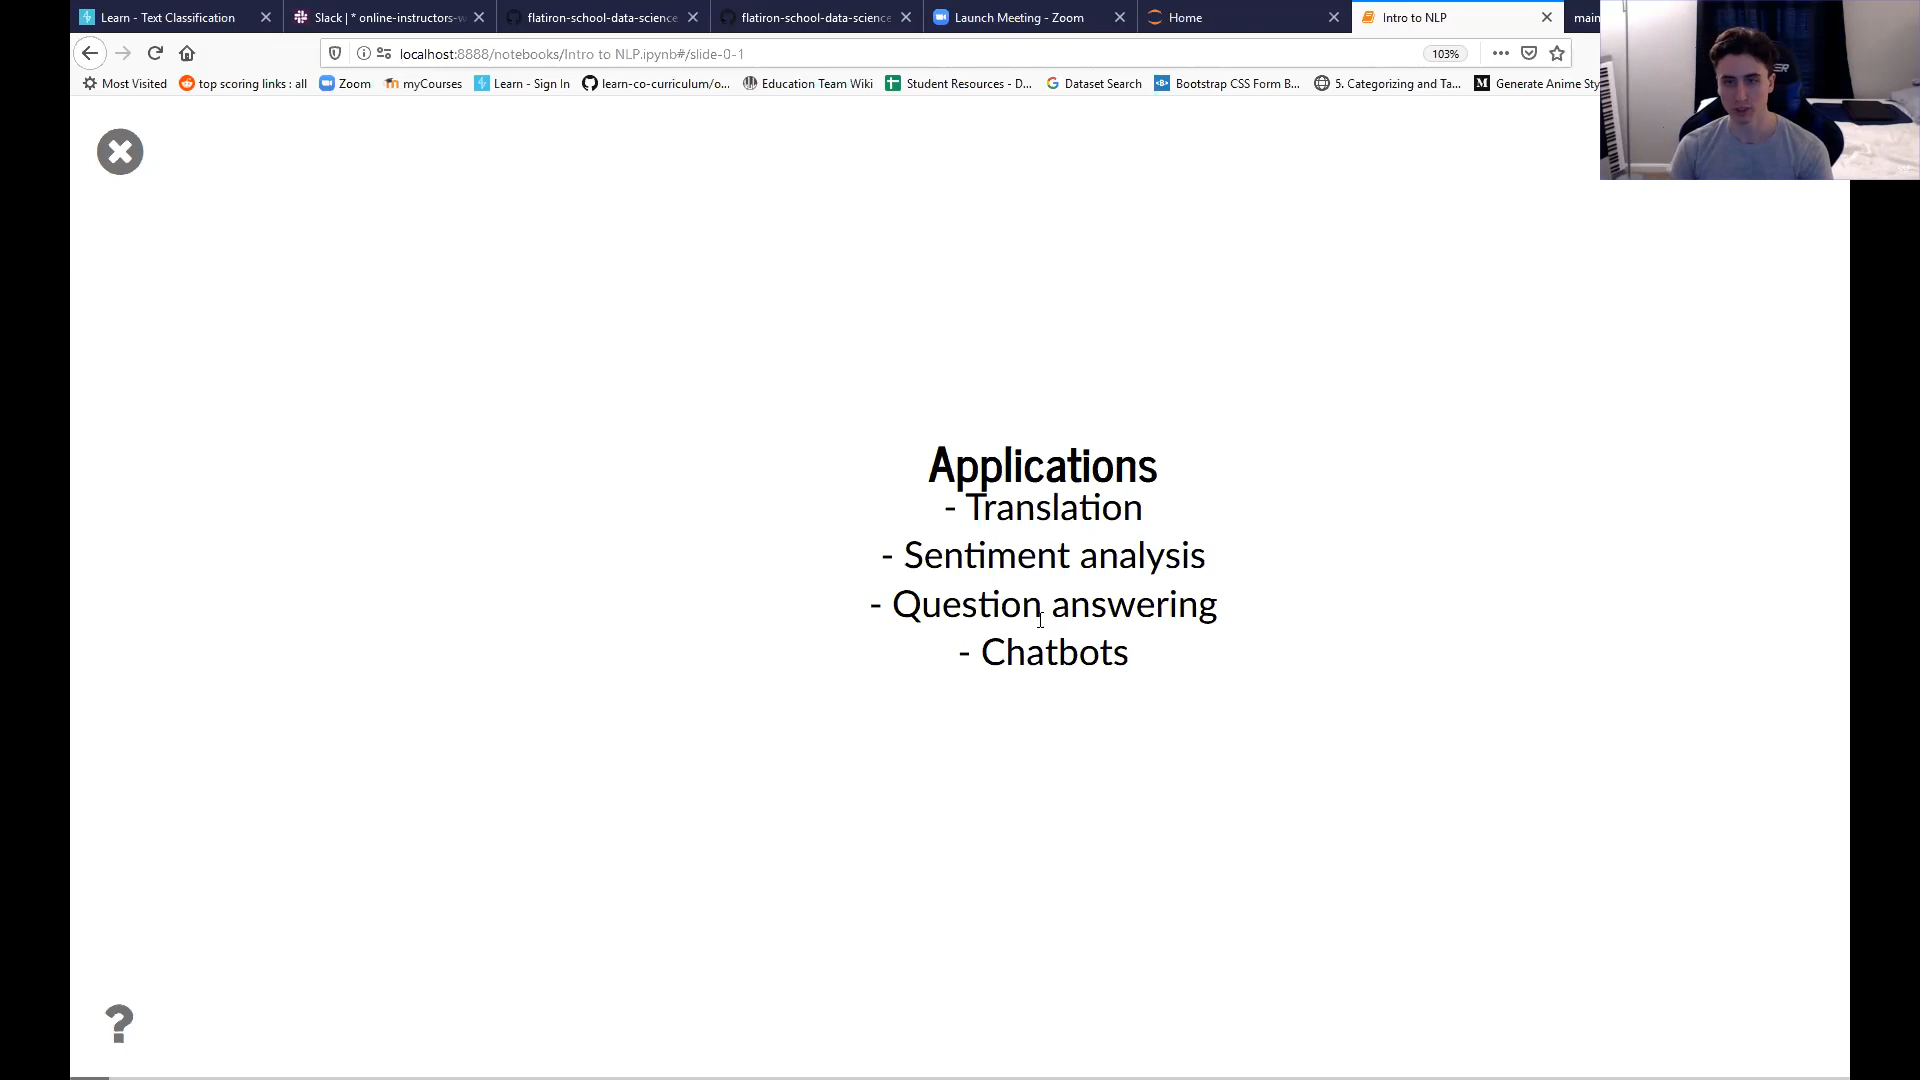 Learn - Text Classification
Slack | * online-instructors-w
flatiron-school-data-science
flatiron-school-data-science
Launch Meeting - Zoom
Home
Intro to NLP
main
localhost:8888/notebooks/Intro to NLP.ipynb#/slide-0-1
103%
Most Visited
top scoring links : all
Zoom
myCourses
Learn - Sign In
learn-co-curriculum/o...
Education Team Wiki
Student Resources - D...
Dataset Search
Bootstrap CSS Form B...
5. Categorizing and Ta...
Generate Anime Sty
Applications
- Translation
- Sentiment analysis
- Question answering
- Chatbots
?